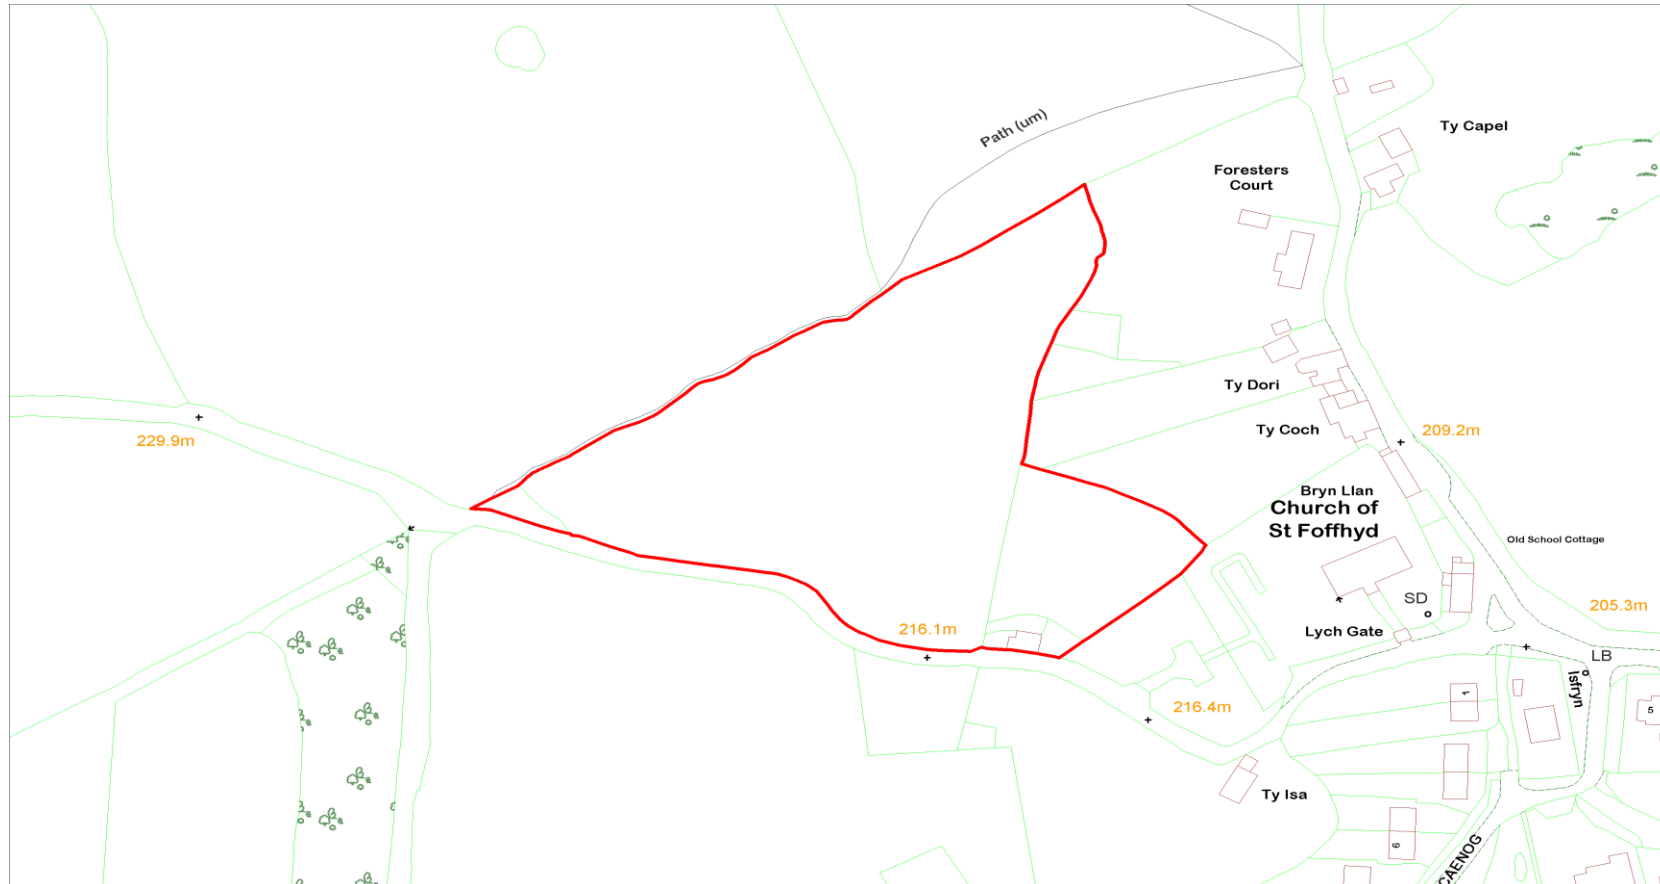 Path (um)
Ty Capel
Foresters
Court
Ty Dori
229.9m
Ty Coch
209.2m
Bryn Llan
Church of
St Foffhyd
Old School Cottage
SD
205.3m
216.1m
Lych Gate
LB
Isfryn
1
216.4m
5
Ty Isa
6
CAENOG